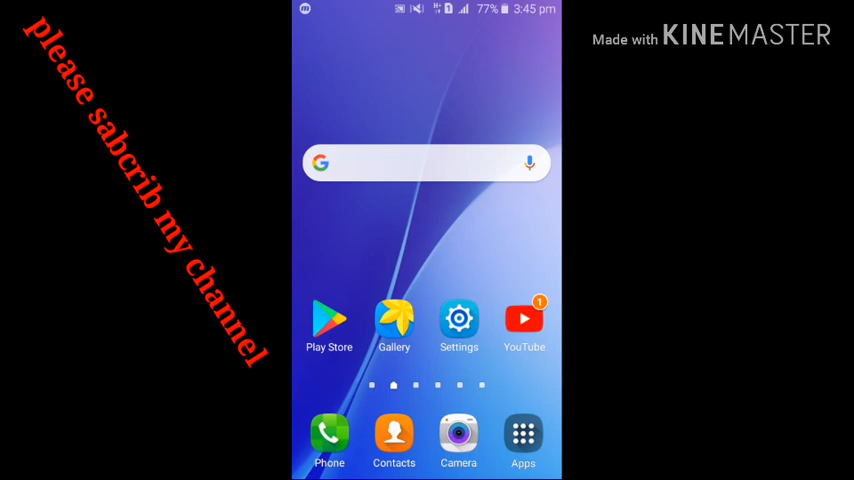 77% 3:45 pm
Made with KINEMASTER
please sabcrib my channel
G
1
Play Store
Gallery
Settings
YouTube
Phone
Contacts
Camera
Apps